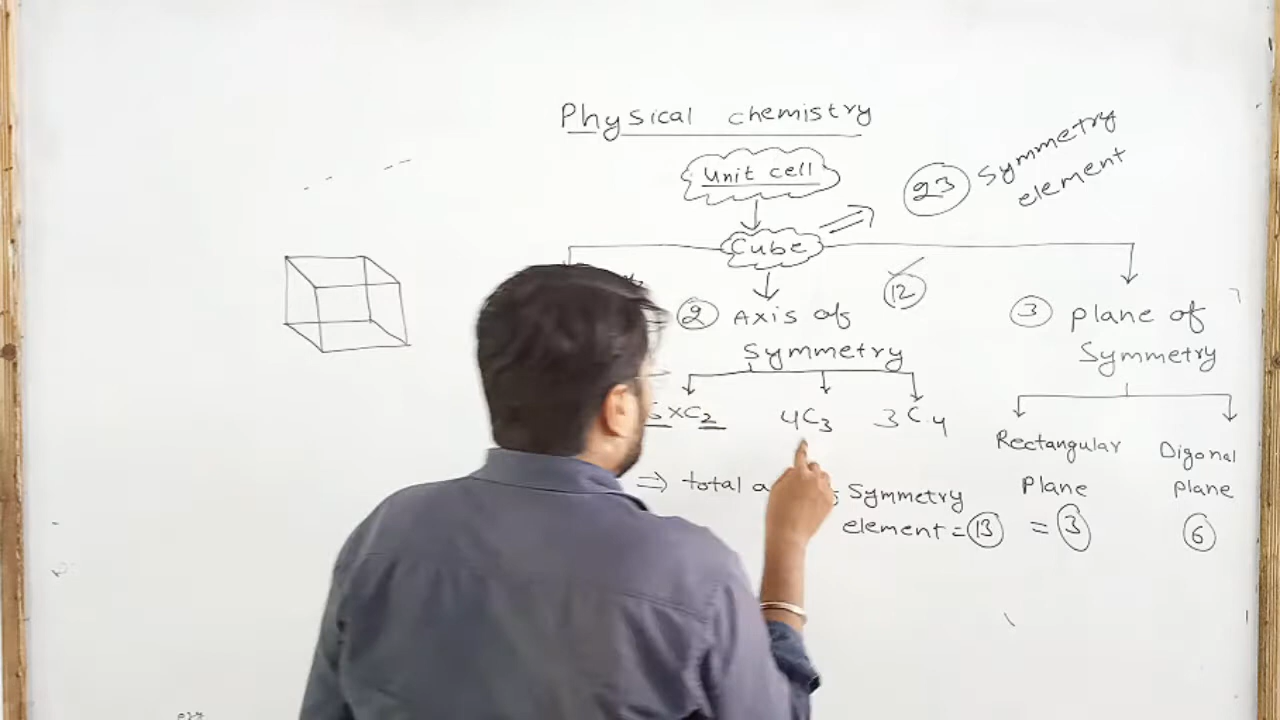 Physical chemistry
Unit cell
Cube
23 Symmetry
element
12
2 Axis of
Symmetry
×C2 4C3 3C4
⇒ total
Symmetry
element = 13
3 plane of
Symmetry
Rectangular
Plane
= 3
Digonal
plane
6